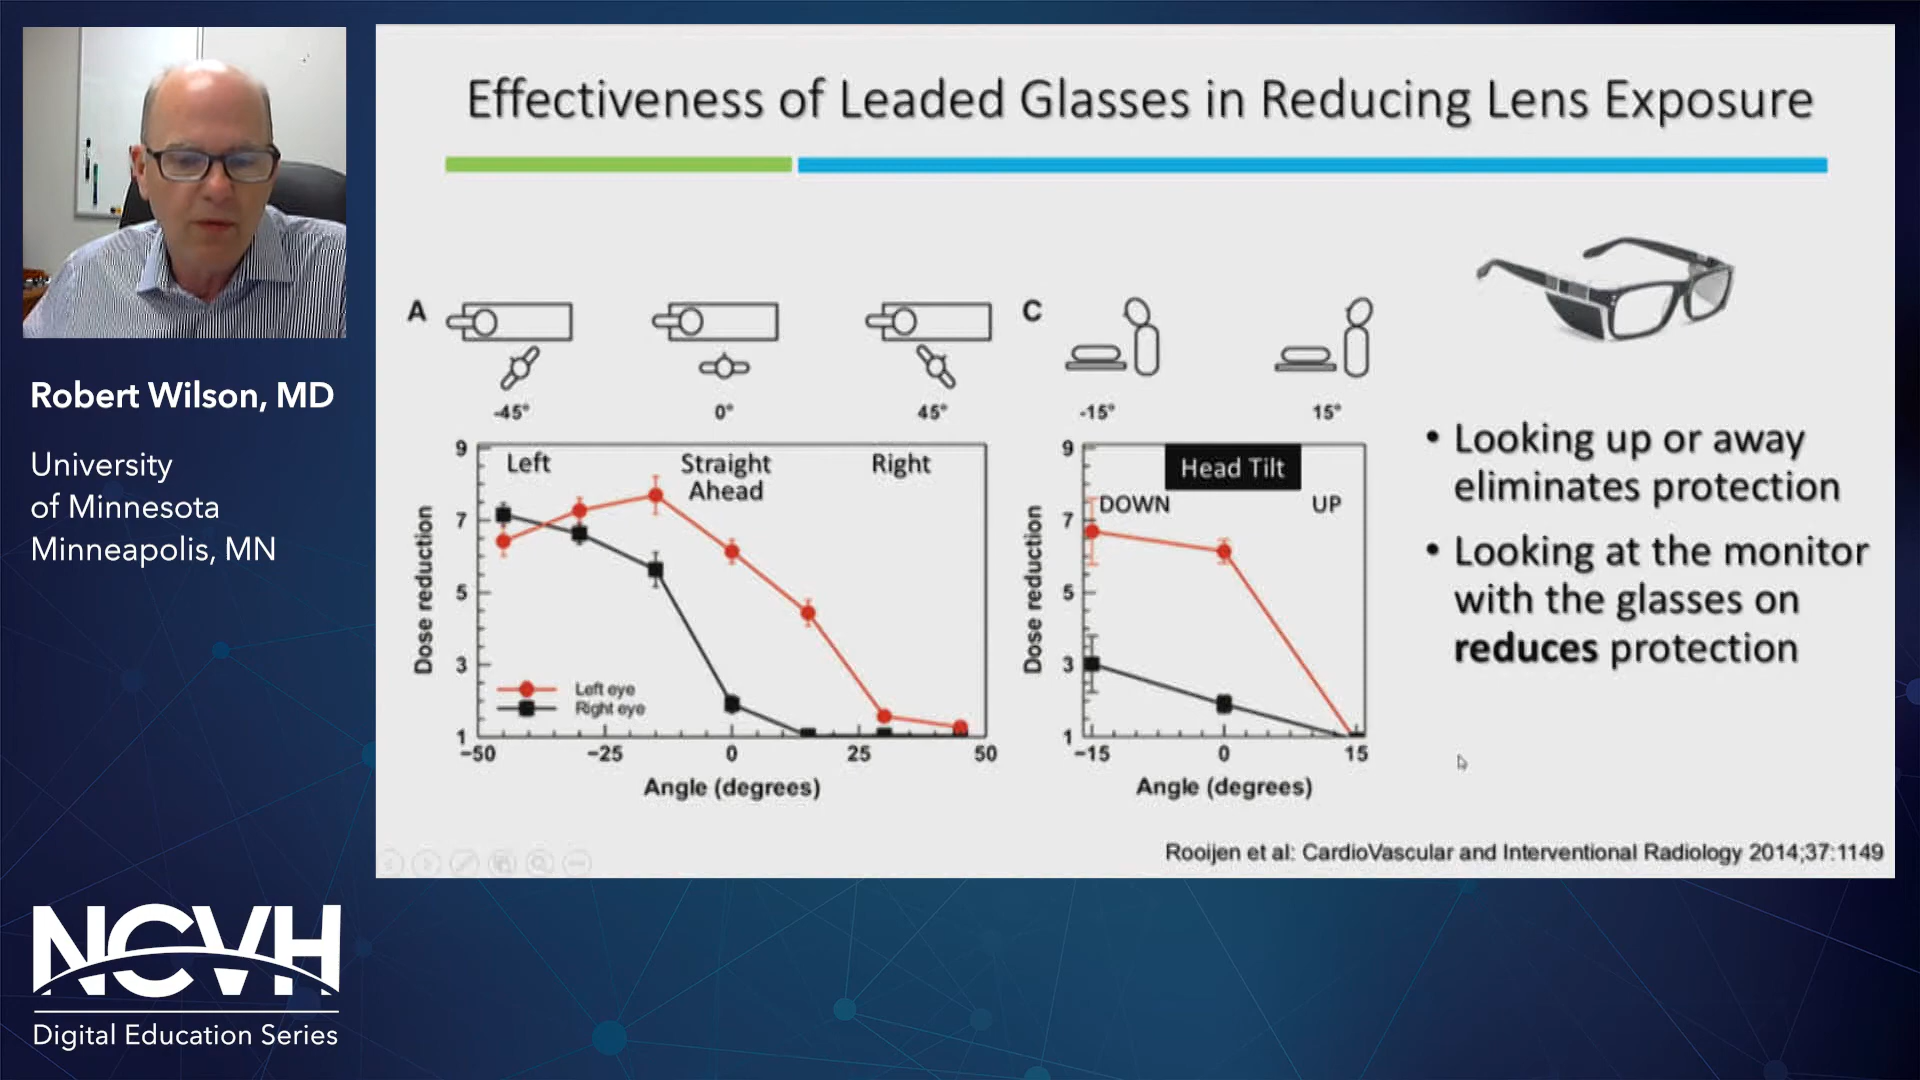 Effectiveness of Leaded Glasses in Reducing Lens Exposure
Robert Wilson, MD
University
of Minnesota
Minneapolis, MN
NCVH
Digital Education Series
A
-45°
0°
45°
9
7
5
3
1
Dose reduction
Left
Straight
Ahead
Right
Left eye
Right eye
−50
−25
0
25
50
Angle (degrees)
C
-15°
15°
9
7
5
3
1
Dose reduction
Head Tilt
DOWN
UP
−15
0
15
Angle (degrees)
• Looking up or away
eliminates protection
• Looking at the monitor
with the glasses on
reduces protection
Rooijen et al: CardioVascular and Interventional Radiology 2014;37:1149